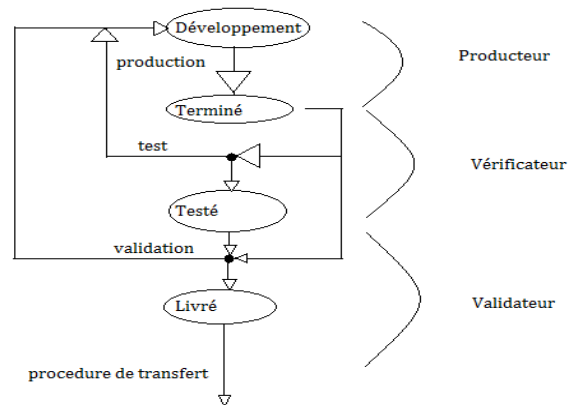 Développement
Producteur
production
Terminé
test
Vérificateur
Testé
validation
Livré
Validateur
procedure de transfert